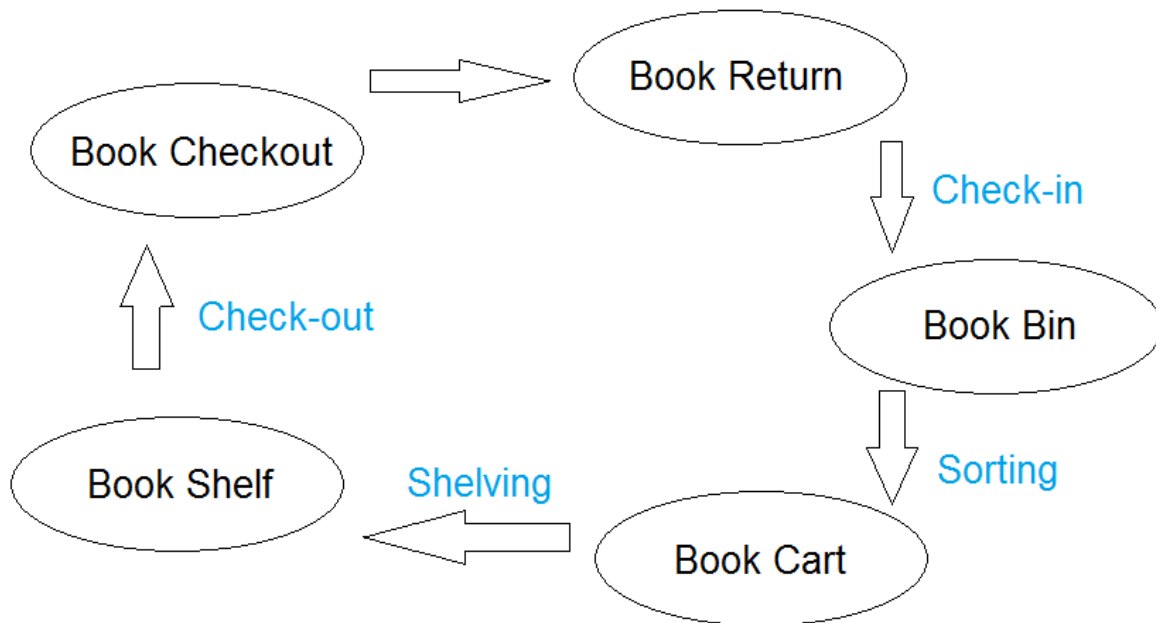 Book Return
Book Checkout
Check-in
Check-out
Book Bin
Sorting
Shelving
Book Shelf
Book Cart